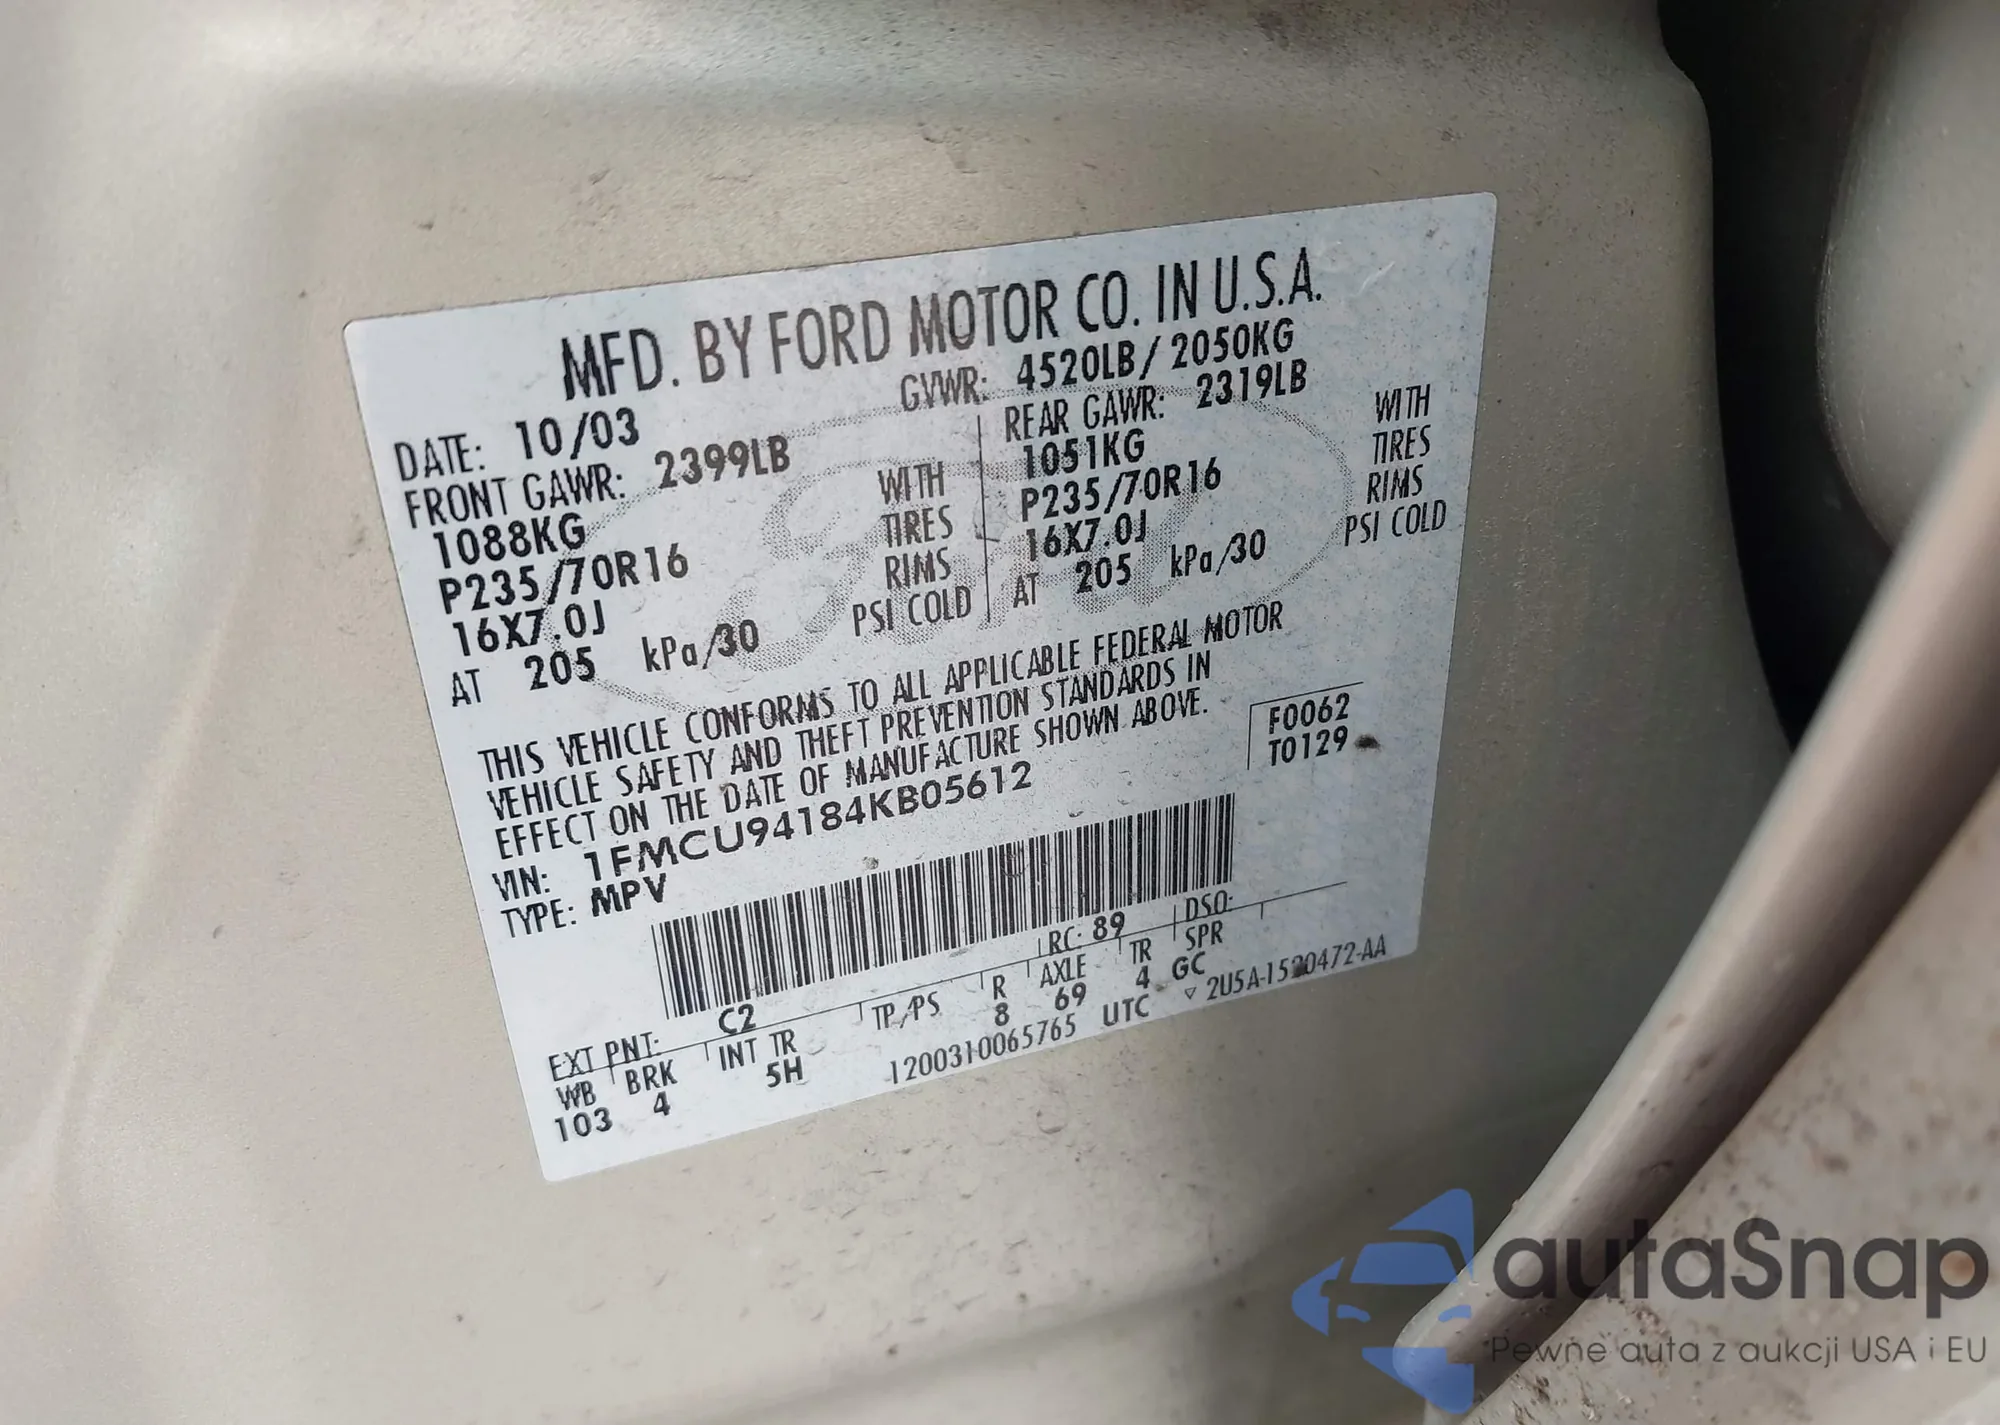 MFD. BY FORD MOTOR CO. IN U.S.A.
DATE: 10/03 GVWR: 4520LB/2050KG
FRONT GAWR: 2399LB REAR GAWR: 2319LB
1088KG WITH 1051KG WITH
P235/70R16 TIRES P235/70R16 TIRES
16X7.0J RIMS 16X7.0J RIMS
AT 205 kPa/30 PSI COLD AT 205 kPa/30 PSI COLD
THIS VEHICLE CONFORMS TO ALL APPLICABLE FEDERAL MOTOR
VEHICLE SAFETY AND THEFT PREVENTION STANDARDS IN
EFFECT ON THE DATE OF MANUFACTURE SHOWN ABOVE.
F0062
T0129
VIN: 1FMCU94184KB05612
TYPE: MPV
EXT PNT: C2 RC: 89 DSO:
WB BRK INT TR TP/PS R AXLE TR SPR
103 4 5H 8 69 4 GC
1200310065765 UTC ▽ 2U5A-1520472-AA
autaSnap
Pewne auta z aukcji USA i EU